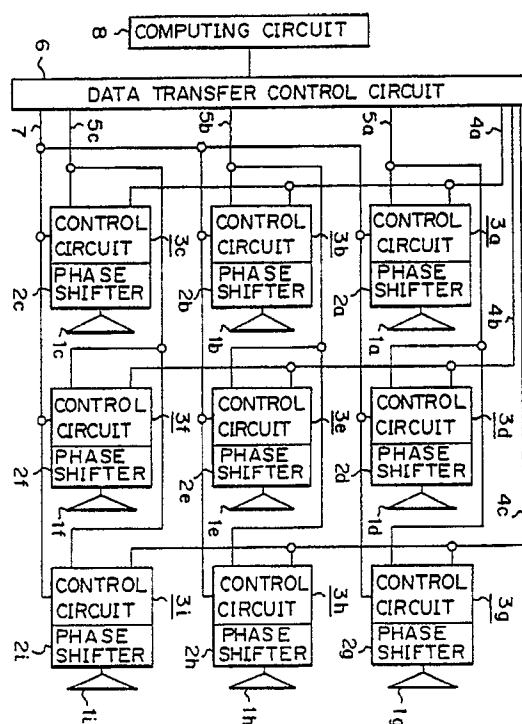 8
COMPUTING CIRCUIT
6
DATA TRANSFER CONTROL CIRCUIT
7
5c
5b
5a
4a
CONTROL
CIRCUIT
3c
PHASE
SHIFTER
2c
1c
CONTROL
CIRCUIT
3b
PHASE
SHIFTER
2b
1b
CONTROL
CIRCUIT
3a
PHASE
SHIFTER
2a
1a
4b
CONTROL
CIRCUIT
3f
PHASE
SHIFTER
2f
1f
CONTROL
CIRCUIT
3e
PHASE
SHIFTER
2e
1e
CONTROL
CIRCUIT
3d
PHASE
SHIFTER
2d
1d
4c
CONTROL
CIRCUIT
3i
PHASE
SHIFTER
2i
1i
CONTROL
CIRCUIT
3h
PHASE
SHIFTER
2h
1h
CONTROL
CIRCUIT
3g
PHASE
SHIFTER
2g
1g